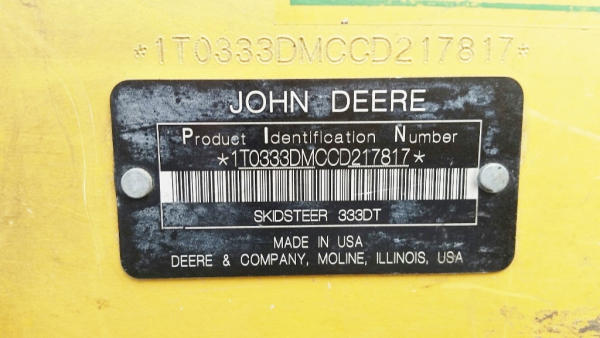 *1T0333DMCCD217817*
JOHN DEERE
Product Identification Number
*1T0333DMCCD217817*
SKIDSTEER 333DT
MADE IN USA
DEERE & COMPANY, MOLINE, ILLINOIS, USA